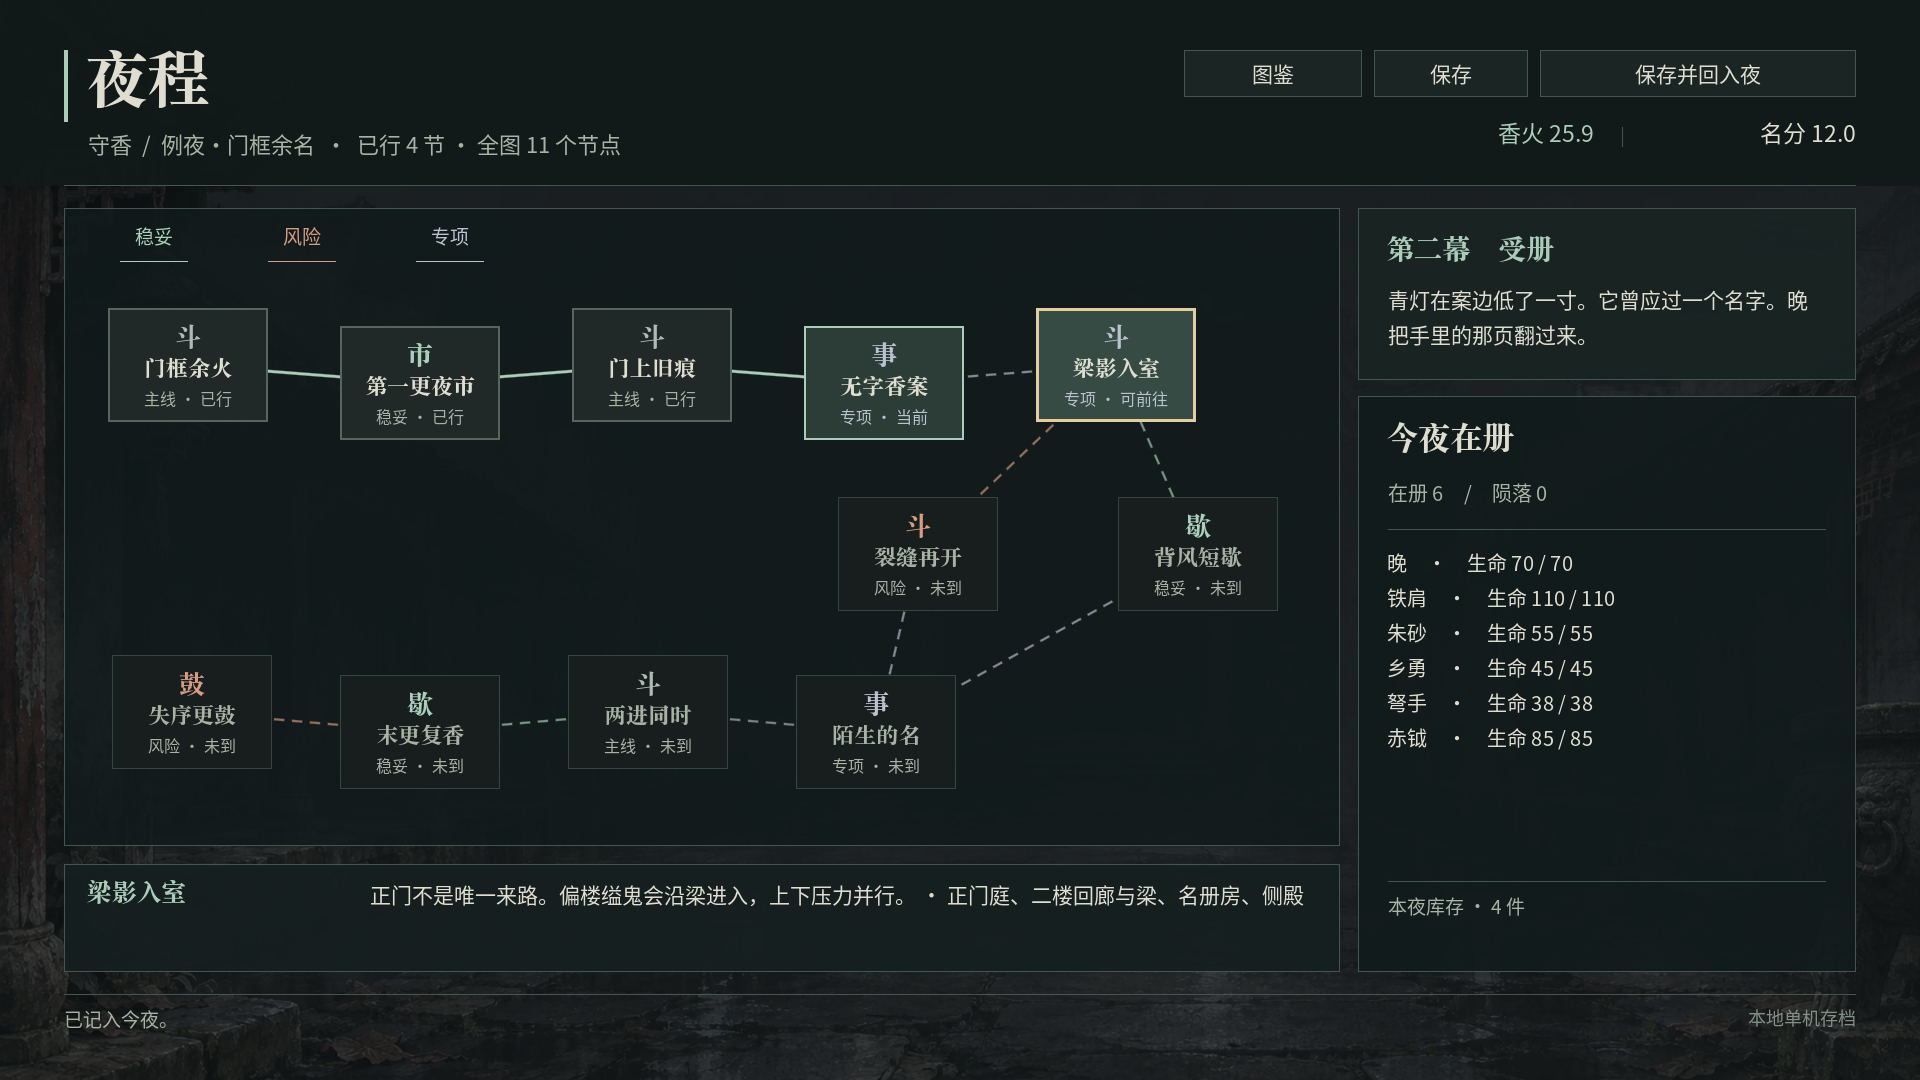 夜程
守香 / 例夜・门框余名 ・ 已行 4 节 ・ 全图 11 个节点
图鉴
保存
保存并回入夜
香火 25.9
名分 12.0
稳妥
风险
专项
斗
门框余火
主线 ・ 已行
市
第一更夜市
稳妥 ・ 已行
斗
门上旧痕
主线 ・ 已行
事
无字香案
专项 ・ 当前
斗
梁影入室
专项 ・ 可前往
斗
裂缝再开
风险 ・ 未到
歇
背风短歇
稳妥 ・ 未到
鼓
失序更鼓
风险 ・ 未到
歇
末更复香
稳妥 ・ 未到
斗
两进同时
主线 ・ 未到
事
陌生的名
专项 ・ 未到
梁影入室
正门不是唯一来路。偏楼缢鬼会沿梁进入，上下压力并行。 ・ 正门庭、二楼回廊与梁、名册房、侧殿
第二幕 受册
青灯在案边低了一寸。它曾应过一个名字。晚
把手里的那页翻过来。
今夜在册
在册 6 / 陨落 0
晚 ・ 生命 70 / 70
铁肩 ・ 生命 110 / 110
朱砂 ・ 生命 55 / 55
乡勇 ・ 生命 45 / 45
弩手 ・ 生命 38 / 38
赤钺 ・ 生命 85 / 85
本夜库存 ・ 4 件
已记入今夜。
本地单机存档